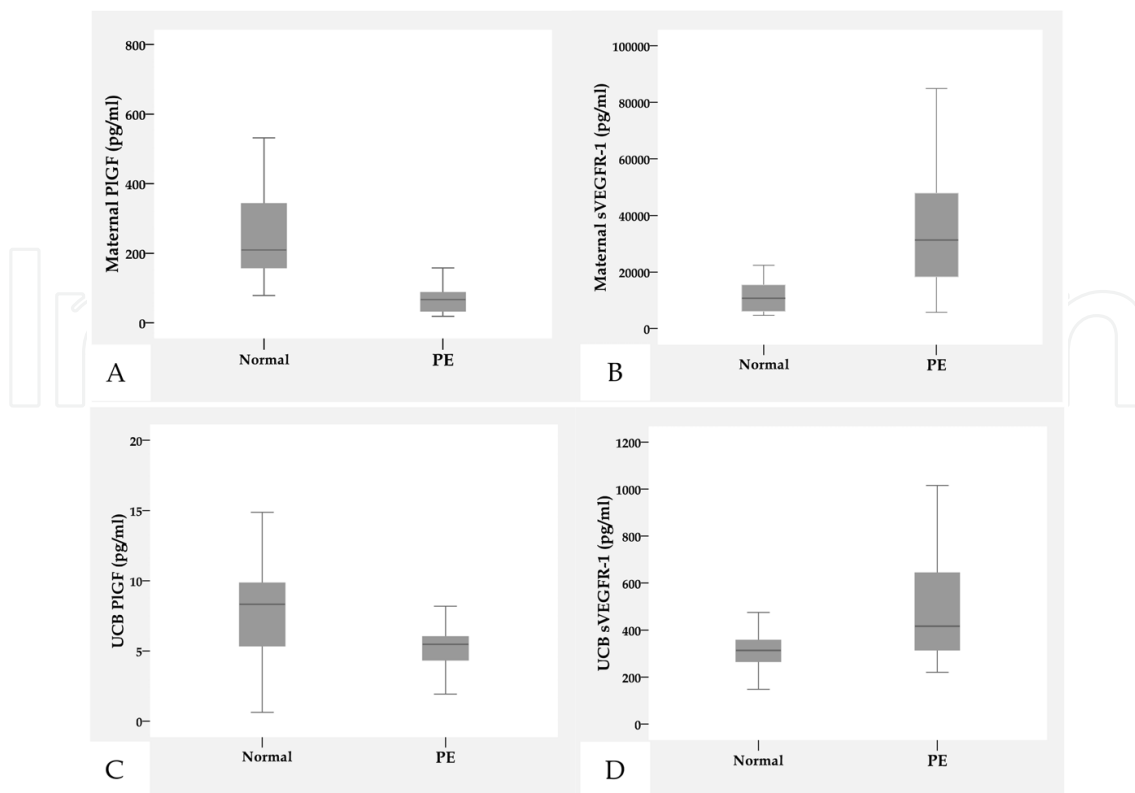 Maternal PlGF (pg/ml)
800
600
400
200
0
Normal PE
A
Maternal sVEGFR-1 (pg/ml)
100000
80000
60000
40000
20000
0
Normal PE
B
UCB PlGF (pg/ml)
20
15
10
5
0
Normal PE
C
UCB sVEGFR-1 (pg/ml)
1200
1000
800
600
400
200
0
Normal PE
D